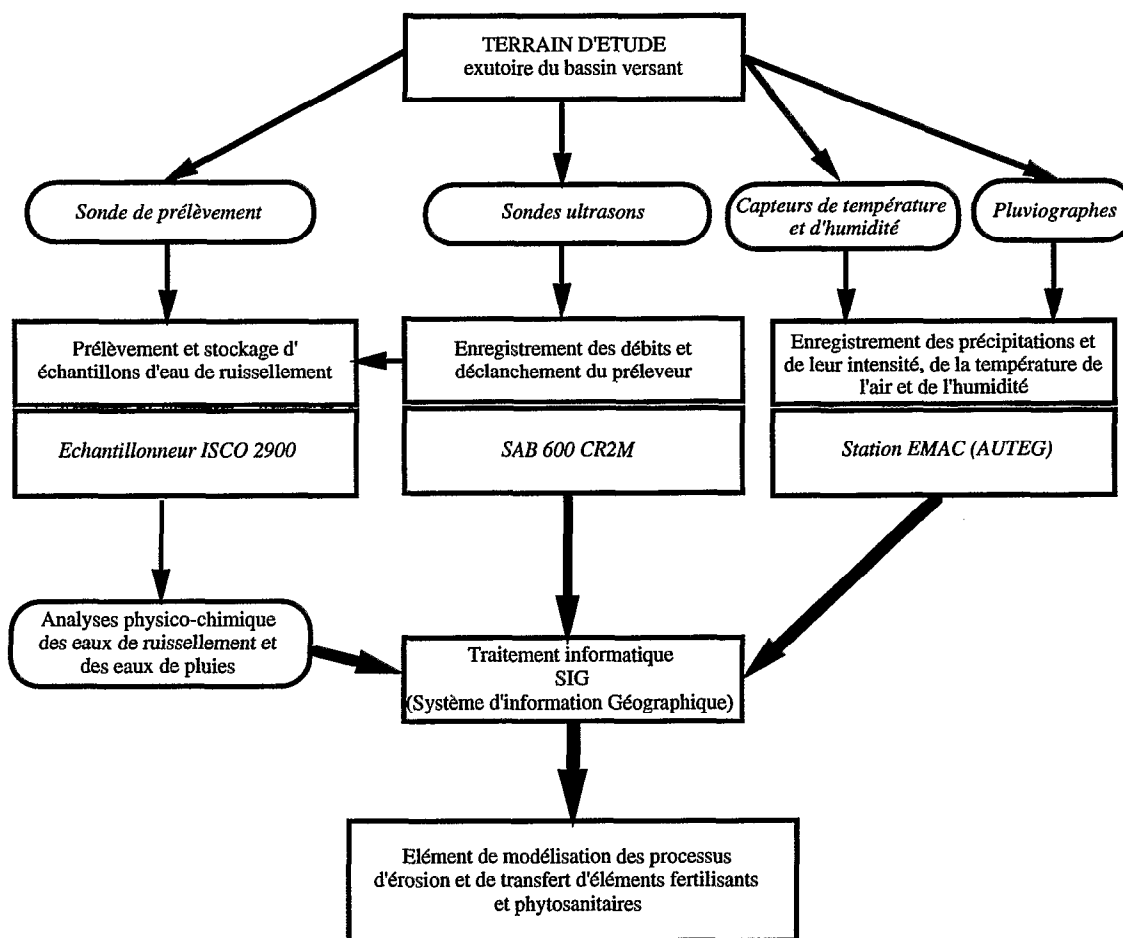 TERRAIN D'ETUDE
exutoire du bassin versant
Sonde de prélèvement
Sondes ultrasons
Capteurs de température
et d'humidité
Pluviographes
Prélèvement et stockage d'
échantillons d'eau de ruissellement
Enregistrement des débits et
déclanchement du préleveur
Enregistrement des précipitations et
de leur intensité, de la température de
l'air et de l'humidité
Echantillonneur ISCO 2900
SAB 600 CR2M
Station EMAC (AUTEG)
Analyses physico-chimique
des eaux de ruissellement et
des eaux de pluies
Traitement informatique
SIG
(Système d'information Géographique)
Elément de modélisation des processus
d'érosion et de transfert d'éléments fertilisants
et phytosanitaires